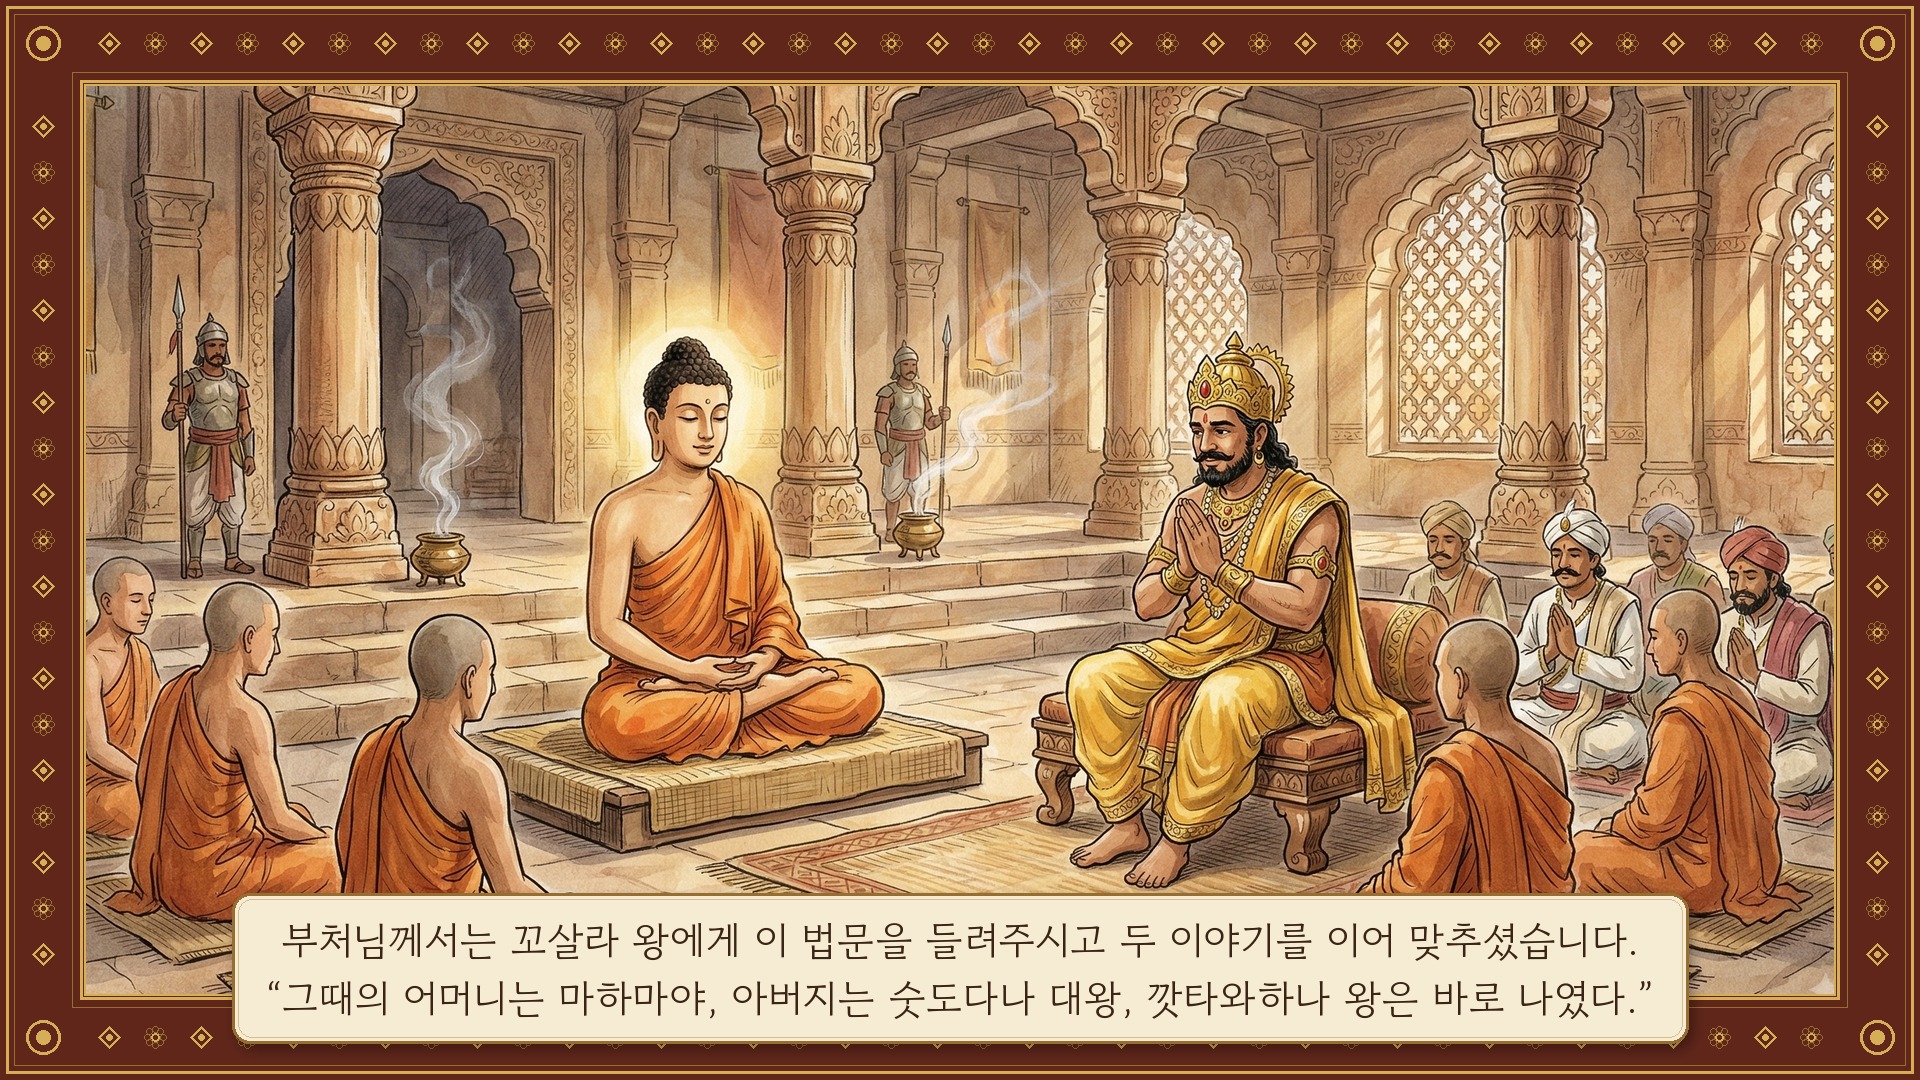 부처님께서는 꼬살라 왕에게 이 법문을 들려주시고 두 이야기를 이어 맞추셨습니다.
“그때의 어머니는 마하마야, 아버지는 숫도다나 대왕, 깟타와하나 왕은 바로 나였다.”